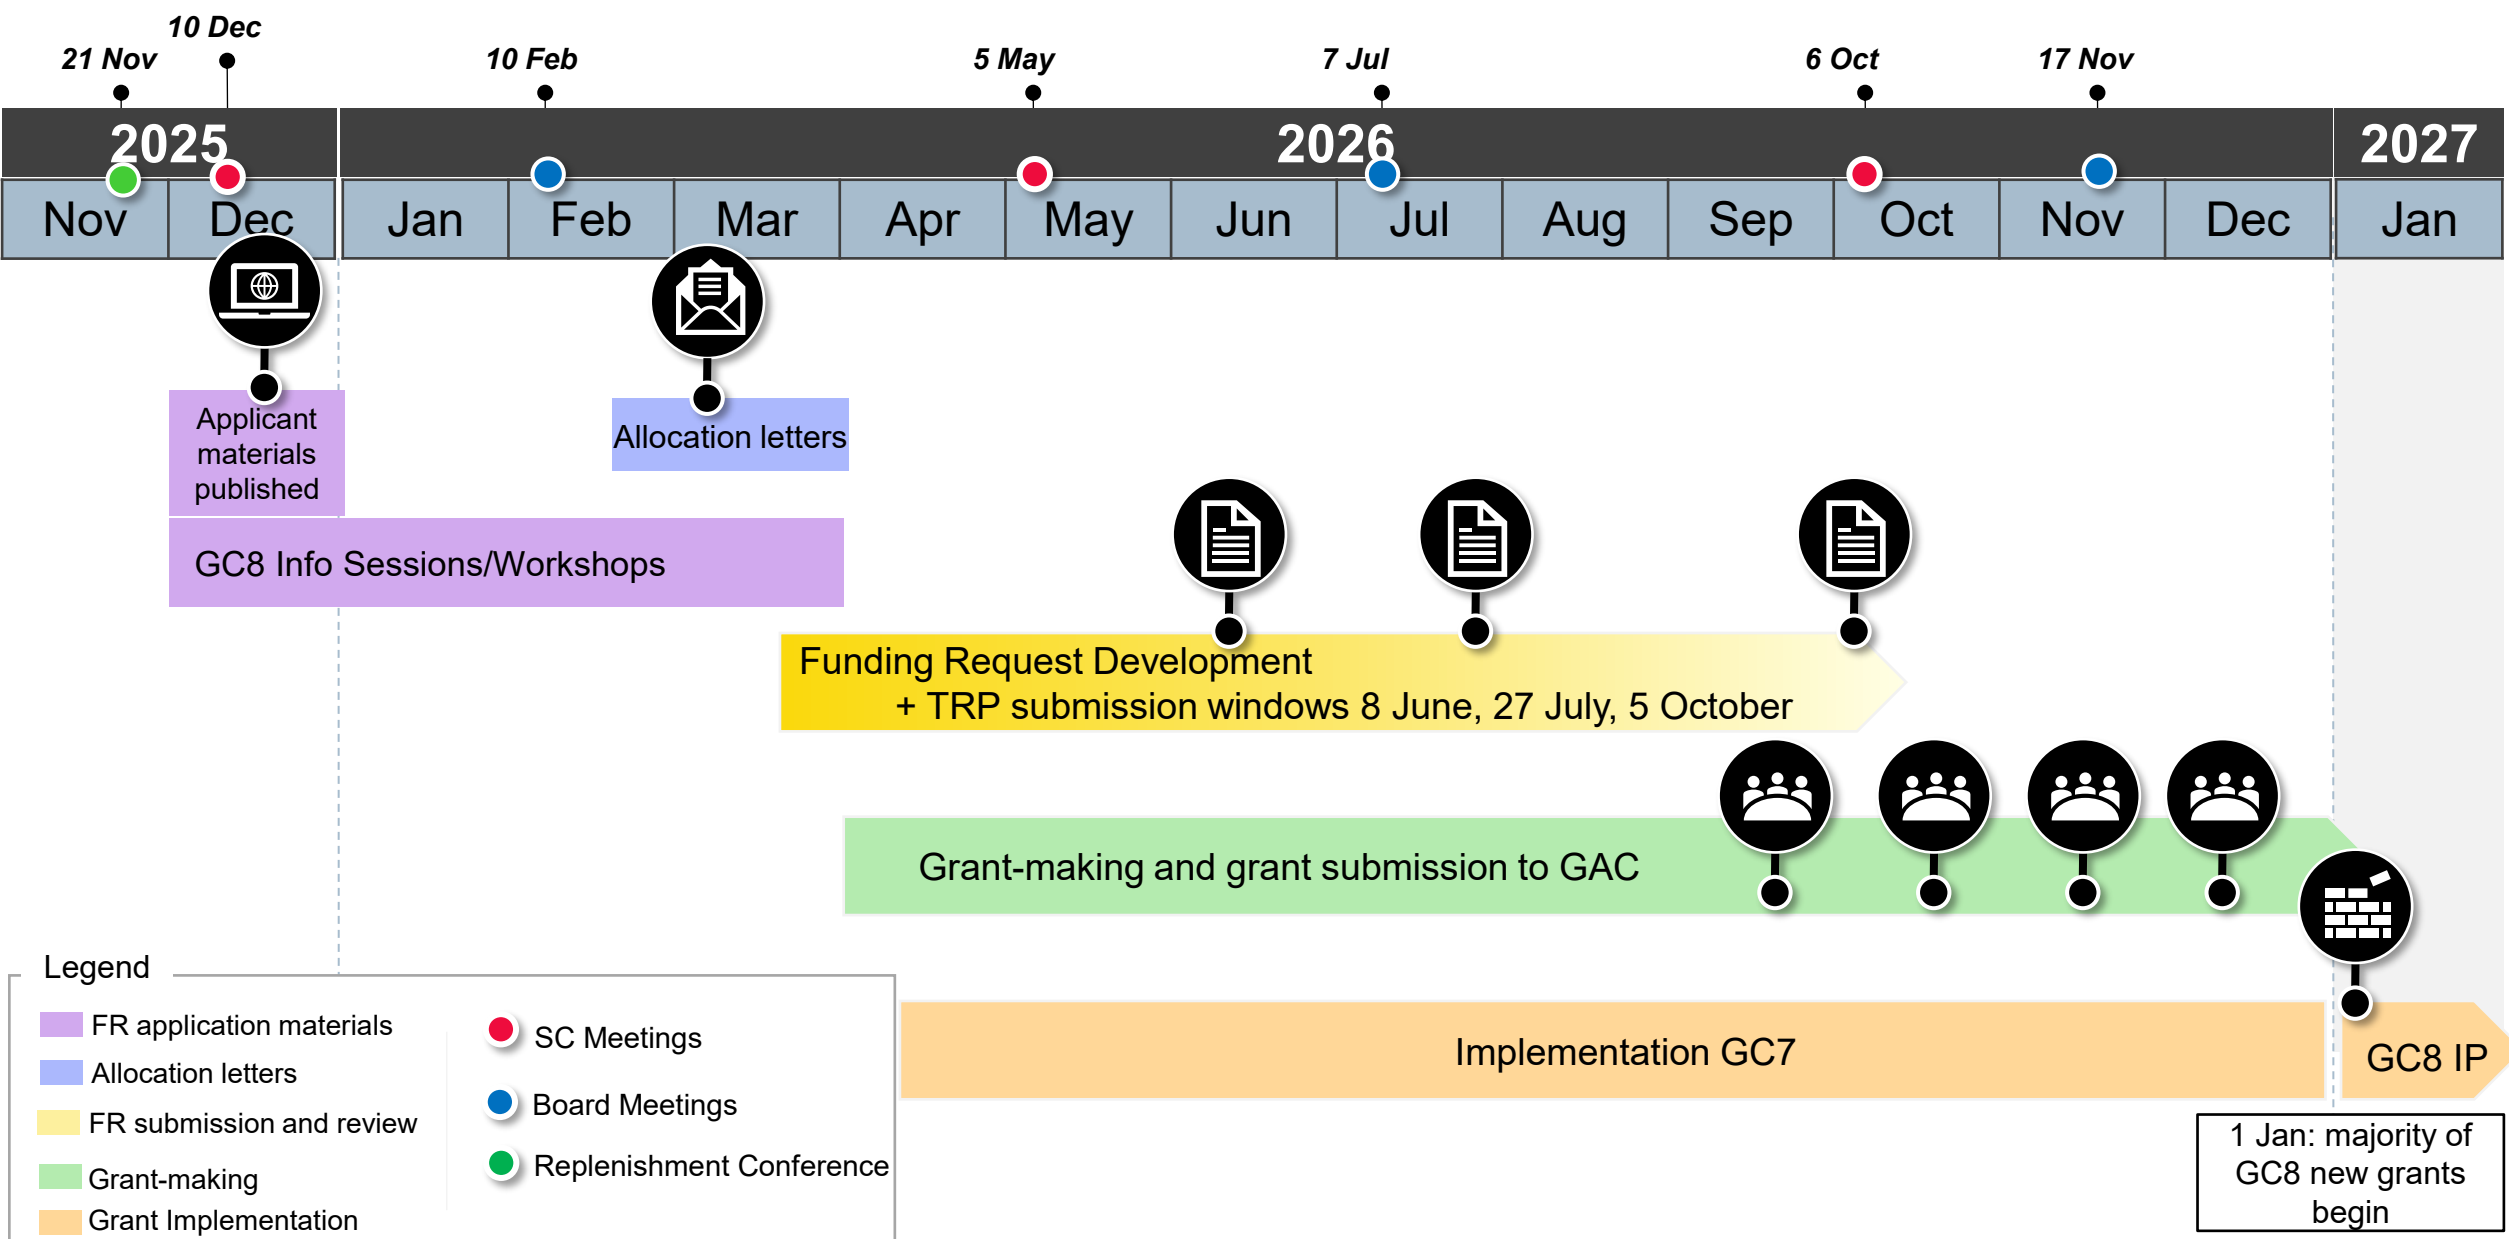 10 Dec
21 Nov
10 Feb
5 May
7 Jul
6 Oct
17 Nov
2025
2026
2027
Nov
Dec
Jan
Feb
Mar
Apr
May
Jun
Jul
Aug
Sep
Oct
Nov
Dec
Jan
Applicant
materials
published
Allocation letters
GC8 Info Sessions/Workshops
Funding Request Development
+ TRP submission windows 8 June, 27 July, 5 October
Grant-making and grant submission to GAC
Implementation GC7
GC8 IP
1 Jan: majority of
GC8 new grants
begin
Legend
FR application materials
Allocation letters
FR submission and review
Grant-making
Grant Implementation
SC Meetings
Board Meetings
Replenishment Conference